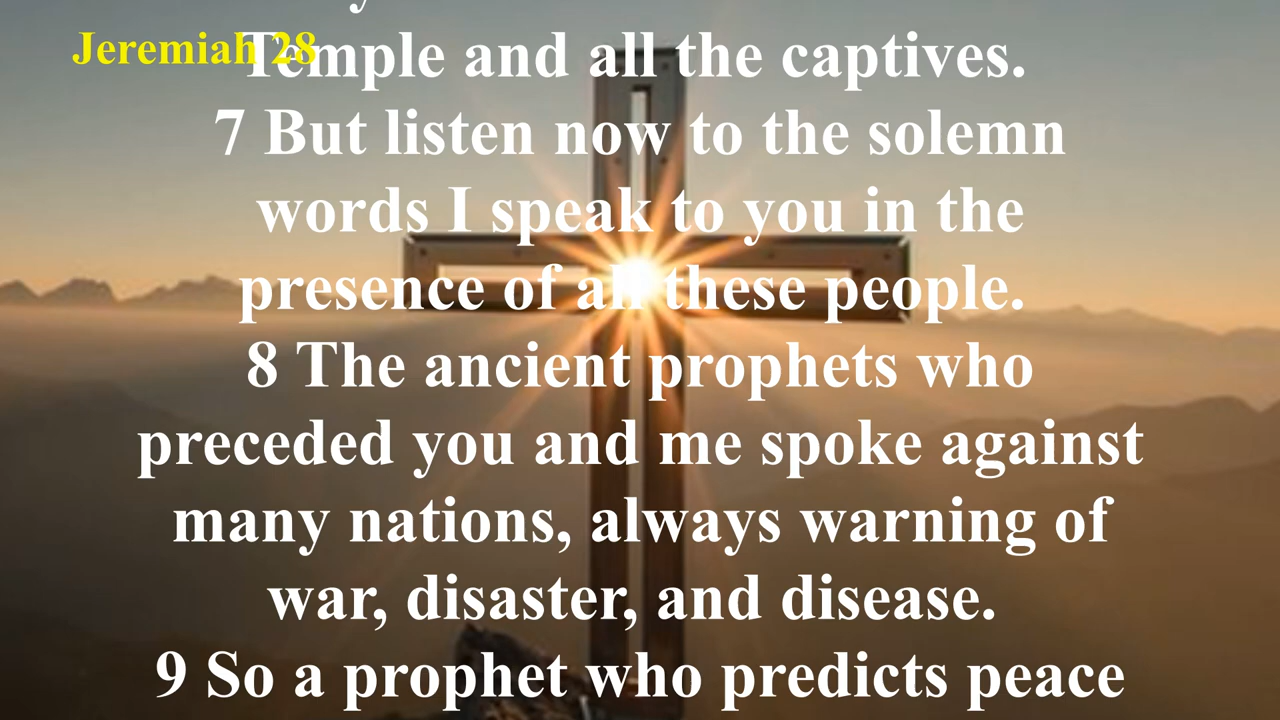 Jeremiah 28
Temple and all the captives.
7 But listen now to the solemn
words I speak to you in the
presence of all these people.
8 The ancient prophets who
preceded you and me spoke against
many nations, always warning of
war, disaster, and disease.
9 So a prophet who predicts peace